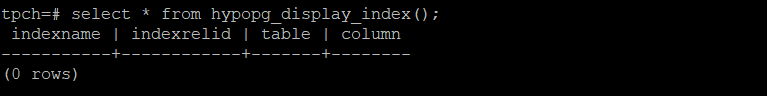 tpch=# select * from hypopg_display_index();
 indexname | indexrelid | table | column
-----------+------------+-------+--------
(0 rows)